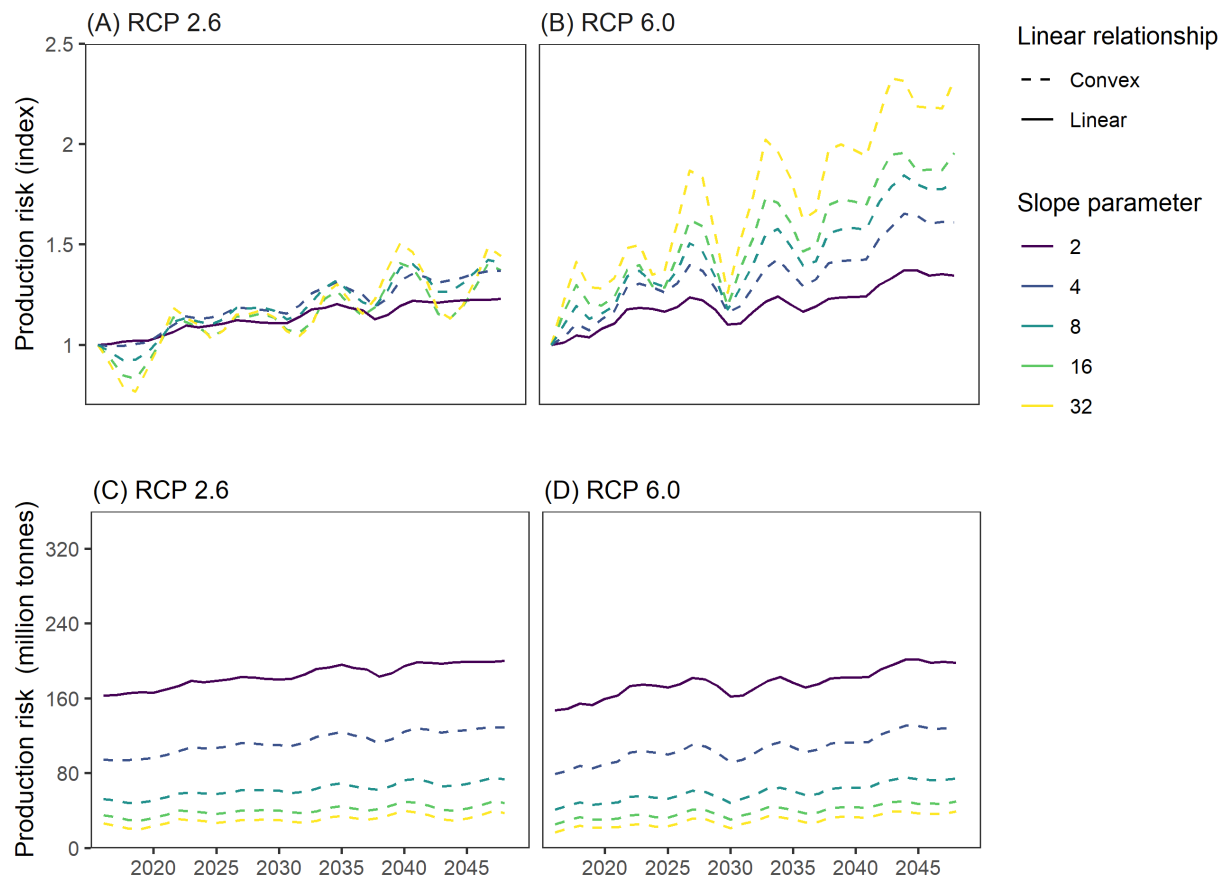 (A) RCP 2.6
(B) RCP 6.0
Production risk (index)
2.5
2
1.5
1
Linear relationship
Convex
Linear
Slope parameter
2
4
8
16
32
(C) RCP 2.6
(D) RCP 6.0
Production risk  (million tonnes)
320
240
160
80
0
2020 2025 2030 2035 2040 2045
2020 2025 2030 2035 2040 2045